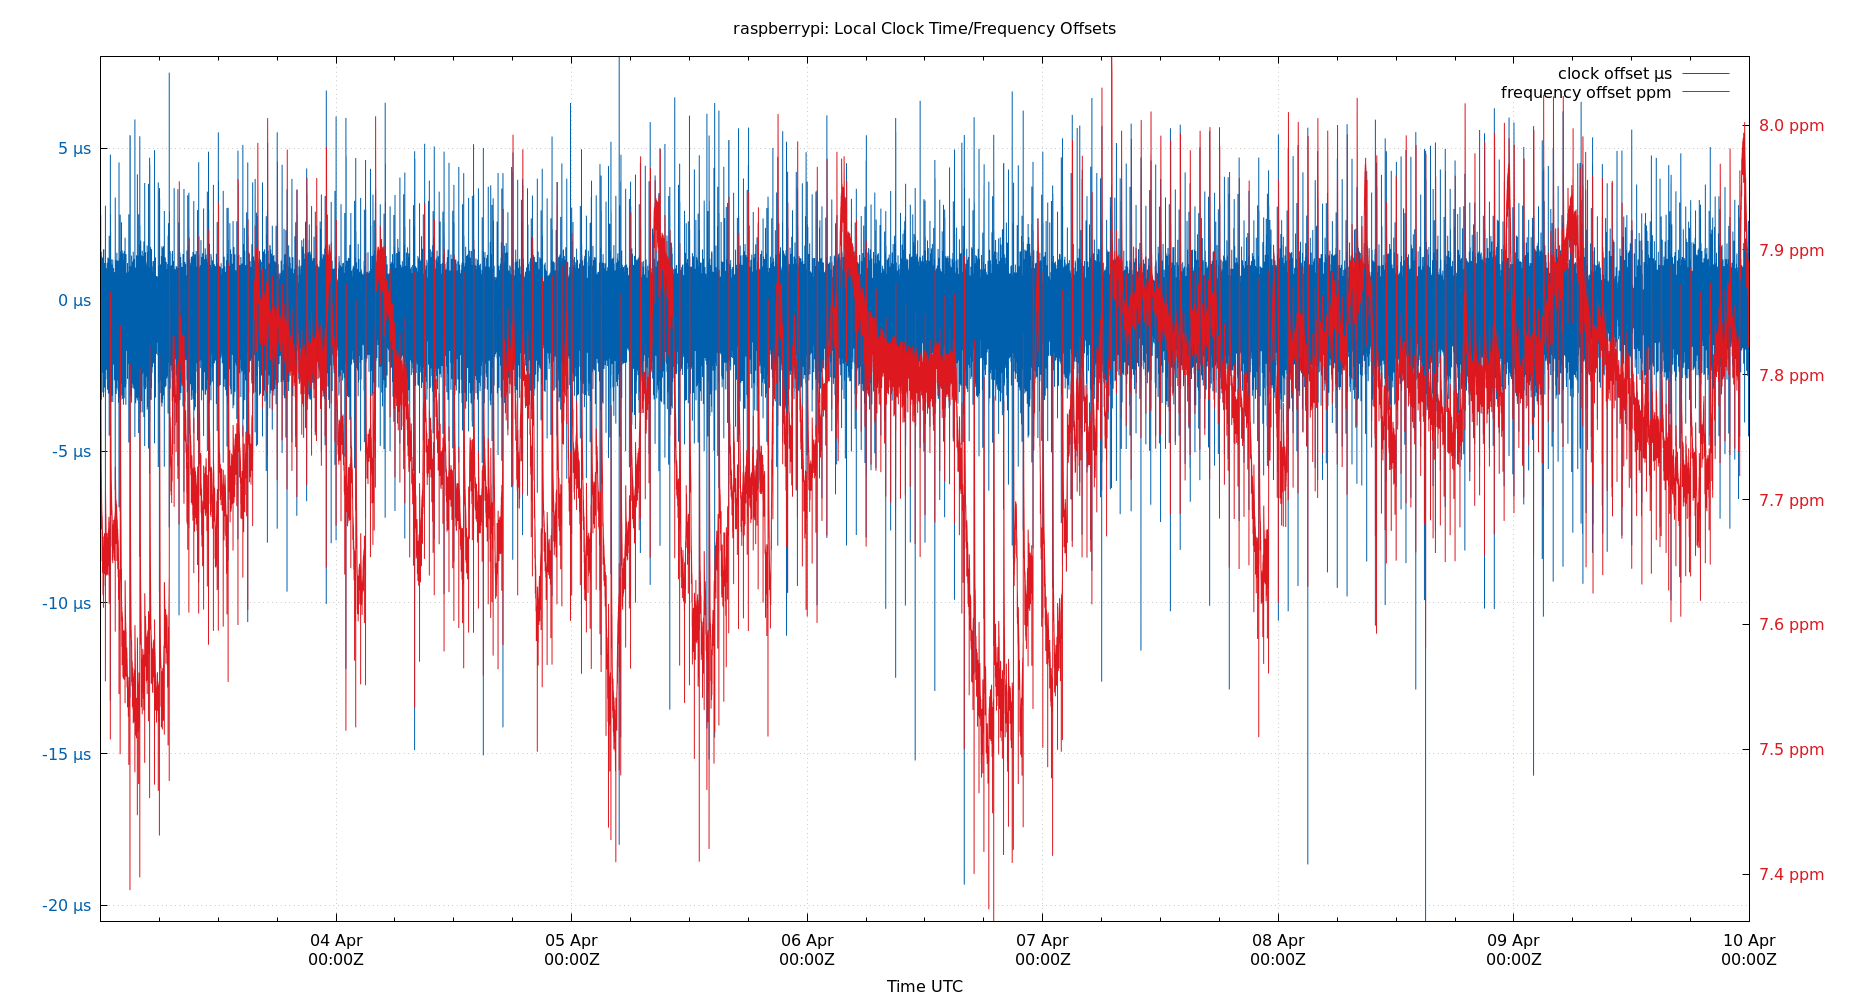 raspberrypi: Local Clock Time/Frequency Offsets
clock offset µs
frequency offset ppm
5 µs
0 µs
-5 µs
-10 µs
-15 µs
-20 µs
8.0 ppm
7.9 ppm
7.8 ppm
7.7 ppm
7.6 ppm
7.5 ppm
7.4 ppm
04 Apr
00:00Z
05 Apr
00:00Z
06 Apr
00:00Z
07 Apr
00:00Z
08 Apr
00:00Z
09 Apr
00:00Z
10 Apr
00:00Z
Time UTC